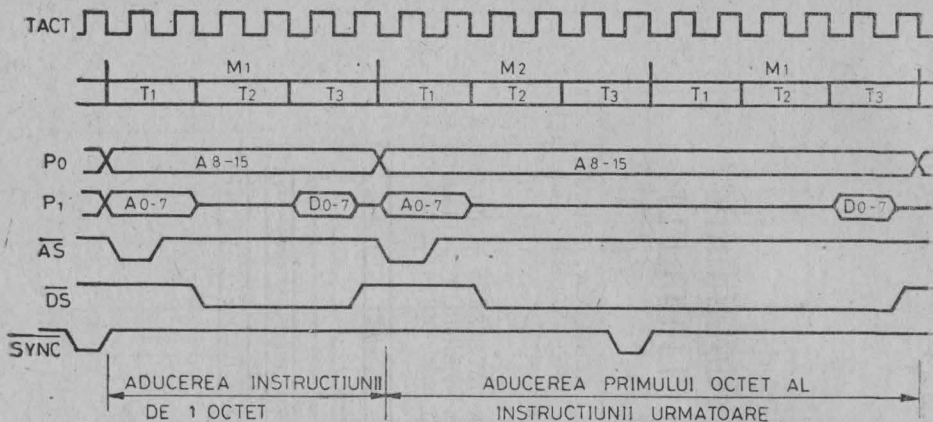 TACT
M1 M2 M1
T1 T2 T3 T1 T2 T3 T1 T2 T3
P0 A8-15 A8-15
P1 A0-7 D0-7 A0-7 D0-7
AS
DS
SYNC
ADUCEREA INSTRUCTIUNII
DE 1 OCTET
ADUCEREA PRIMULUI OCTET AL
INSTRUCTIUNII URMATOARE